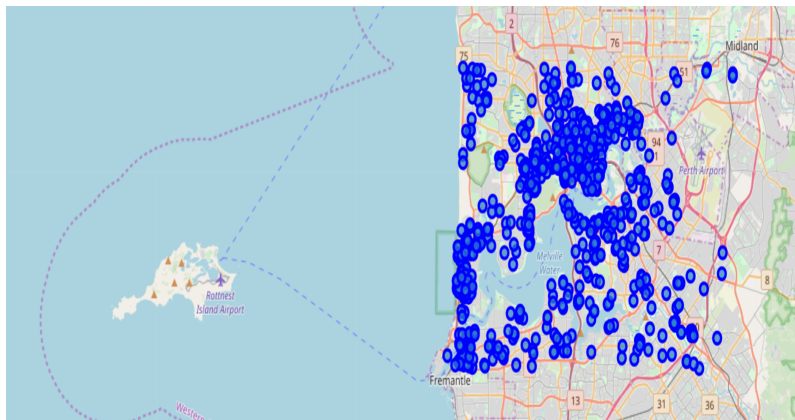 2
76
Midland
75
51
94
1
Perth Airport
7
Melville
Water
8
Rottnest
Island Airport
Fremantle
13
31
36
Western